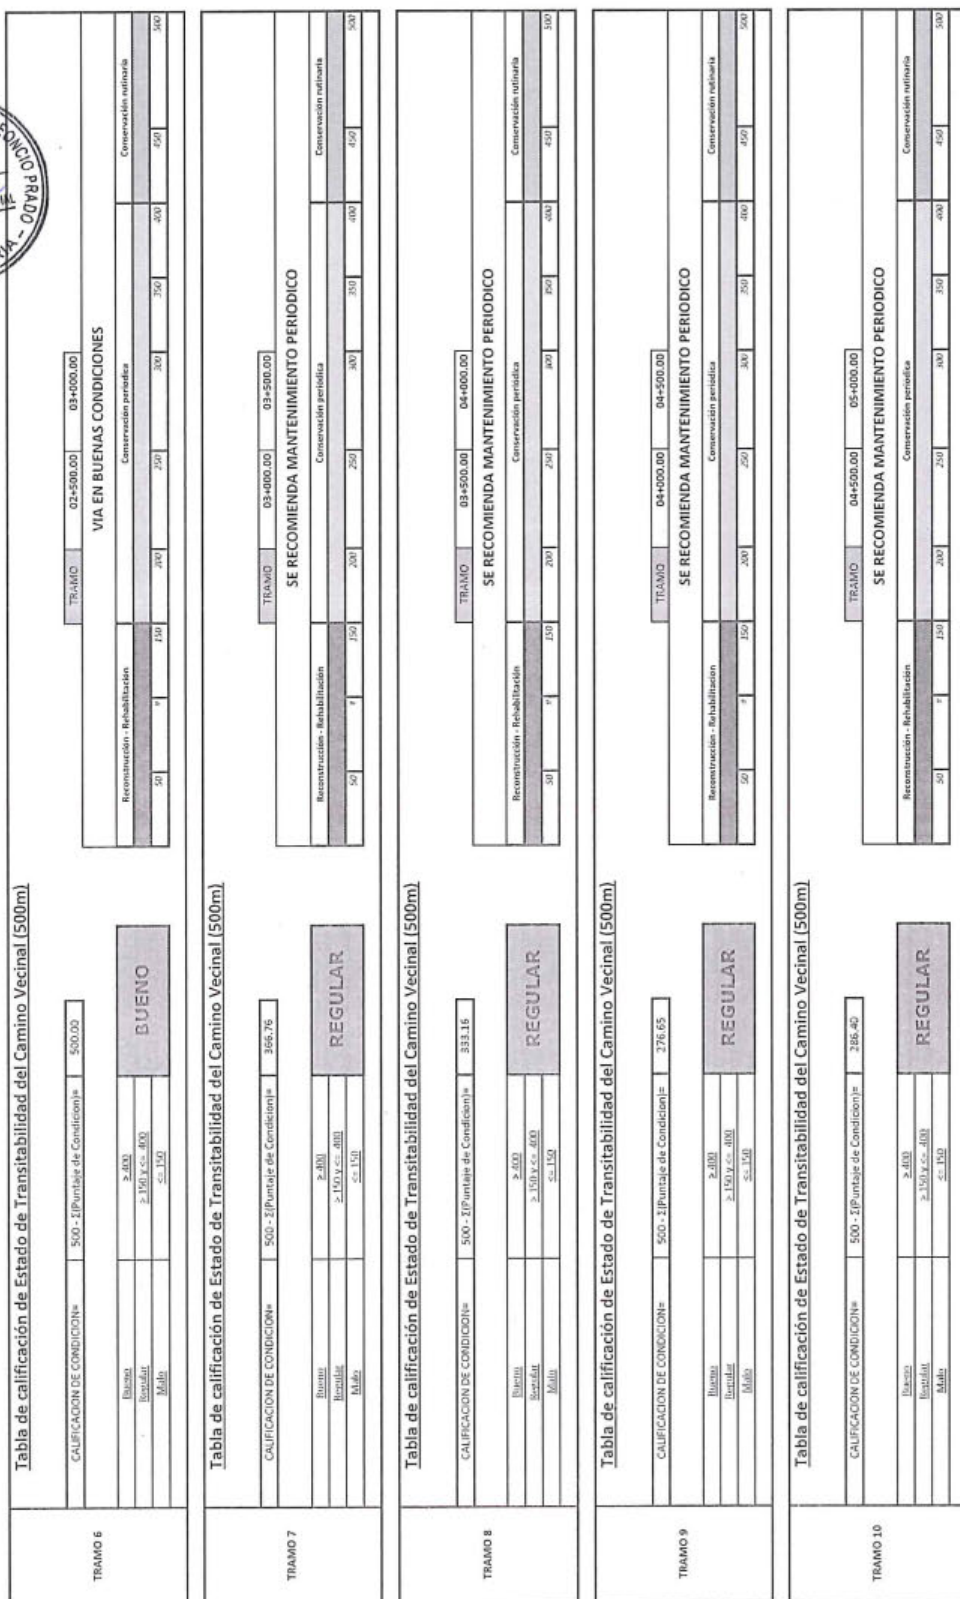 ONCIO PRADO -
TRAMO 6
Tabla de calificación de Estado de Transitabilidad del Camino Vecinal (500m)
CALIFICACION DE CONDICION= 500 - Σ(Puntaje de Condicion)= 500.00
TRAMO 02+500.00 03+000.00
VIA EN BUENAS CONDICIONES
Bueno > 400
Regular > 150 y <= 400
Malo <= 150
BUENO
Reconstrucción - Rehabilitación Conservación periódica Conservación rutinaria
50 # 150 200 250 300 350 400 450 500
TRAMO 7
Tabla de calificación de Estado de Transitabilidad del Camino Vecinal (500m)
CALIFICACION DE CONDICION= 500 - Σ(Puntaje de Condicion)= 366.76
TRAMO 03+000.00 03+500.00
SE RECOMIENDA MANTENIMIENTO PERIODICO
Bueno > 400
Regular > 150 y <= 400
Malo <= 150
REGULAR
Reconstrucción - Rehabilitación Conservación periódica Conservación rutinaria
50 # 150 200 250 300 350 400 450 500
TRAMO 8
Tabla de calificación de Estado de Transitabilidad del Camino Vecinal (500m)
CALIFICACION DE CONDICION= 500 - Σ(Puntaje de Condicion)= 333.16
TRAMO 03+500.00 04+000.00
SE RECOMIENDA MANTENIMIENTO PERIODICO
Bueno > 400
Regular > 150 y <= 400
Malo <= 150
REGULAR
Reconstrucción - Rehabilitación Conservación periódica Conservación rutinaria
50 # 150 200 250 300 350 400 450 500
TRAMO 9
Tabla de calificación de Estado de Transitabilidad del Camino Vecinal (500m)
CALIFICACION DE CONDICION= 500 - Σ(Puntaje de Condicion)= 276.65
TRAMO 04+000.00 04+500.00
SE RECOMIENDA MANTENIMIENTO PERIODICO
Bueno > 400
Regular > 150 y <= 400
Malo <= 150
REGULAR
Reconstrucción - Rehabilitacion Conservación periódica Conservación rutinaria
50 # 150 200 250 300 350 400 450 500
TRAMO 10
Tabla de calificación de Estado de Transitabilidad del Camino Vecinal (500m)
CALIFICACION DE CONDICION= 500 - Σ(Puntaje de Condicion)= 286.40
TRAMO 04+500.00 05+000.00
SE RECOMIENDA MANTENIMIENTO PERIODICO
Bueno > 400
Regular > 150 y <= 400
Malo <= 150
REGULAR
Reconstrucción - Rehabilitación Conservación periódica Conservación rutinaria
50 # 150 200 250 300 350 400 450 500